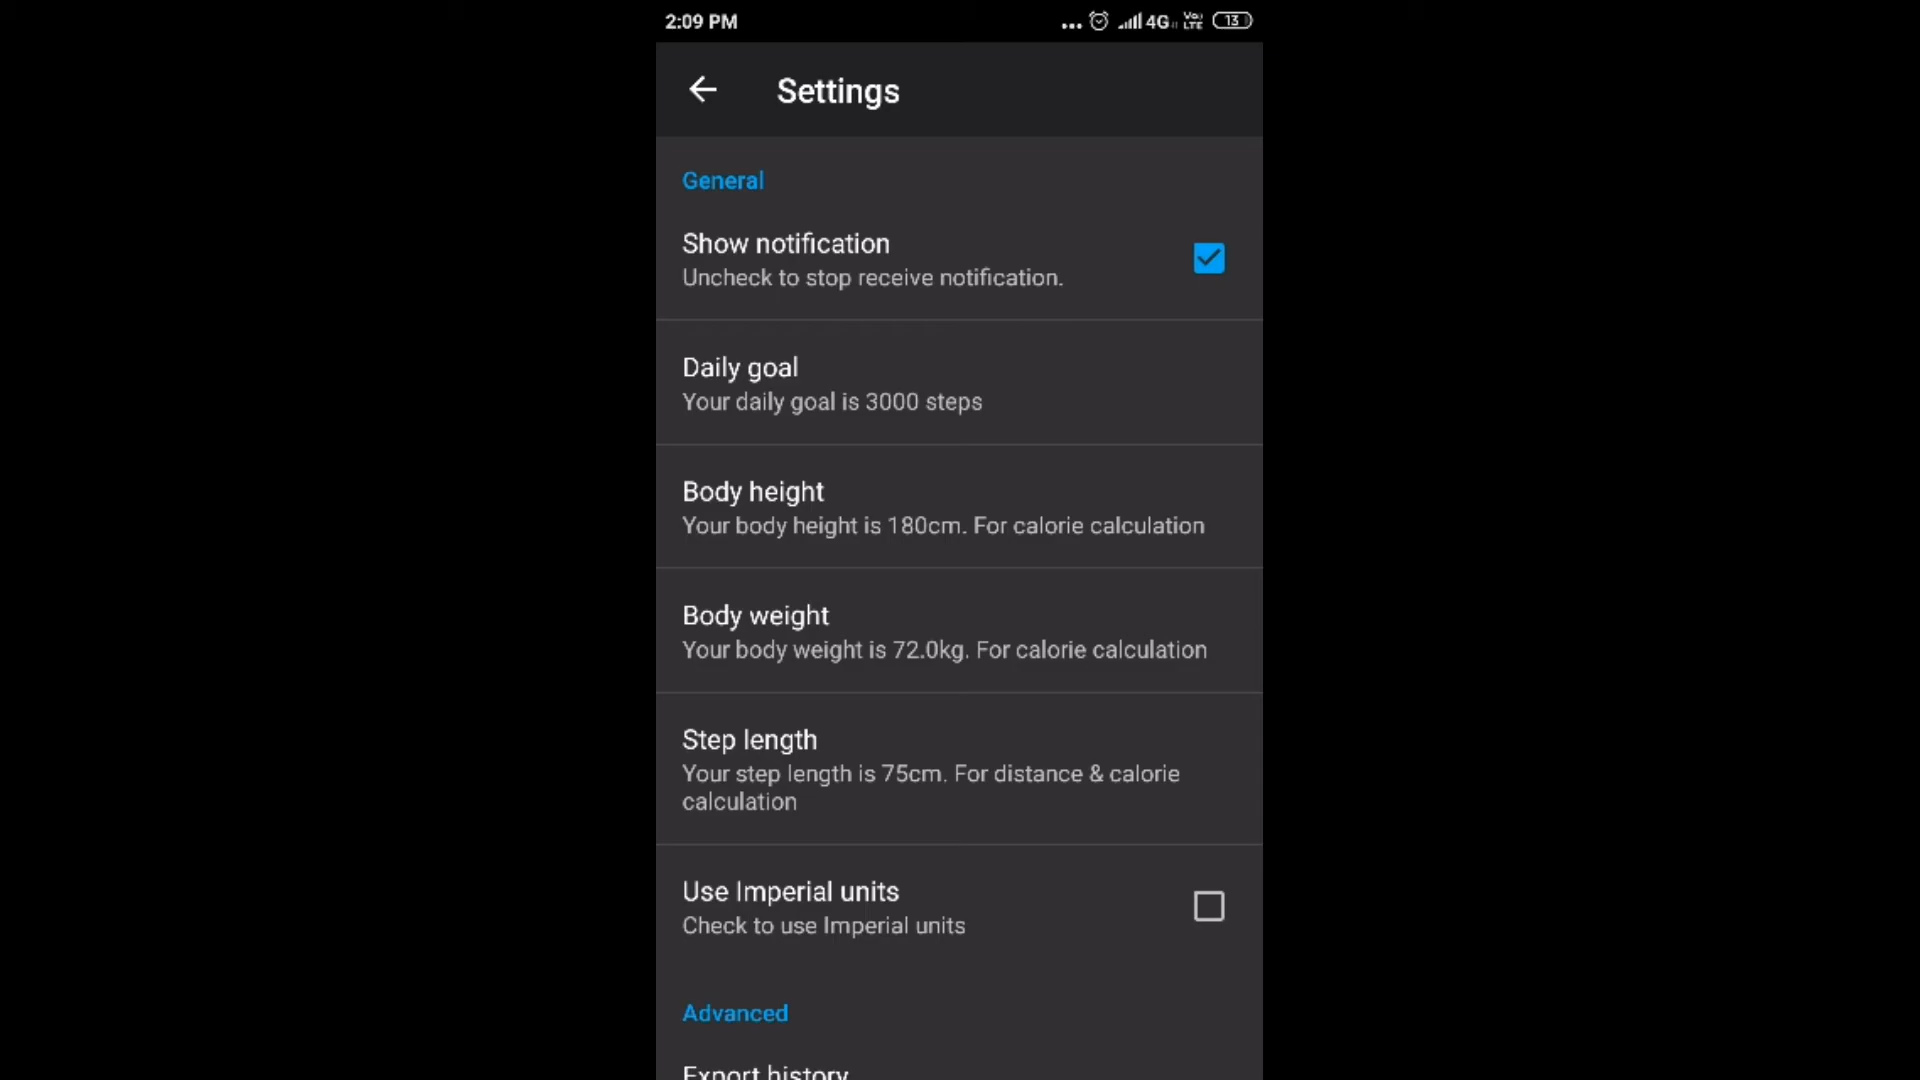 2:09 PM ... 4G Vo LTE 13
Settings
General
Show notification
Uncheck to stop receive notification.
Daily goal
Your daily goal is 3000 steps
Body height
Your body height is 180cm. For calorie calculation
Body weight
Your body weight is 72.0kg. For calorie calculation
Step length
Your step length is 75cm. For distance & calorie
calculation
Use Imperial units
Check to use Imperial units
Advanced
Export history